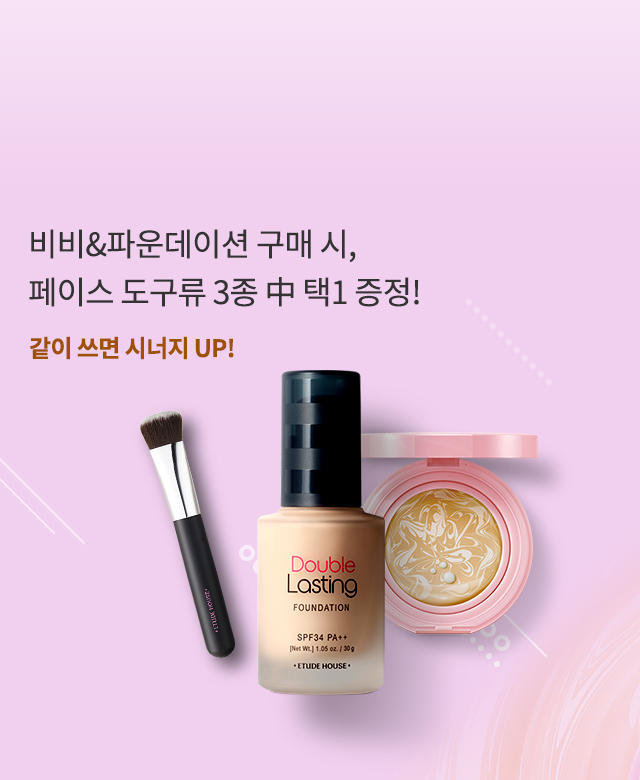 비비&파운데이션 구매 시,
페이스 도구류 3종 中 택1 증정!
같이 쓰면 시너지 UP!
Double
Lasting
FOUNDATION
SPF34 PA++
[Net Wt.] 1.05 oz. / 30 g
• ETUDE HOUSE •
• ETUDE HOUSE •